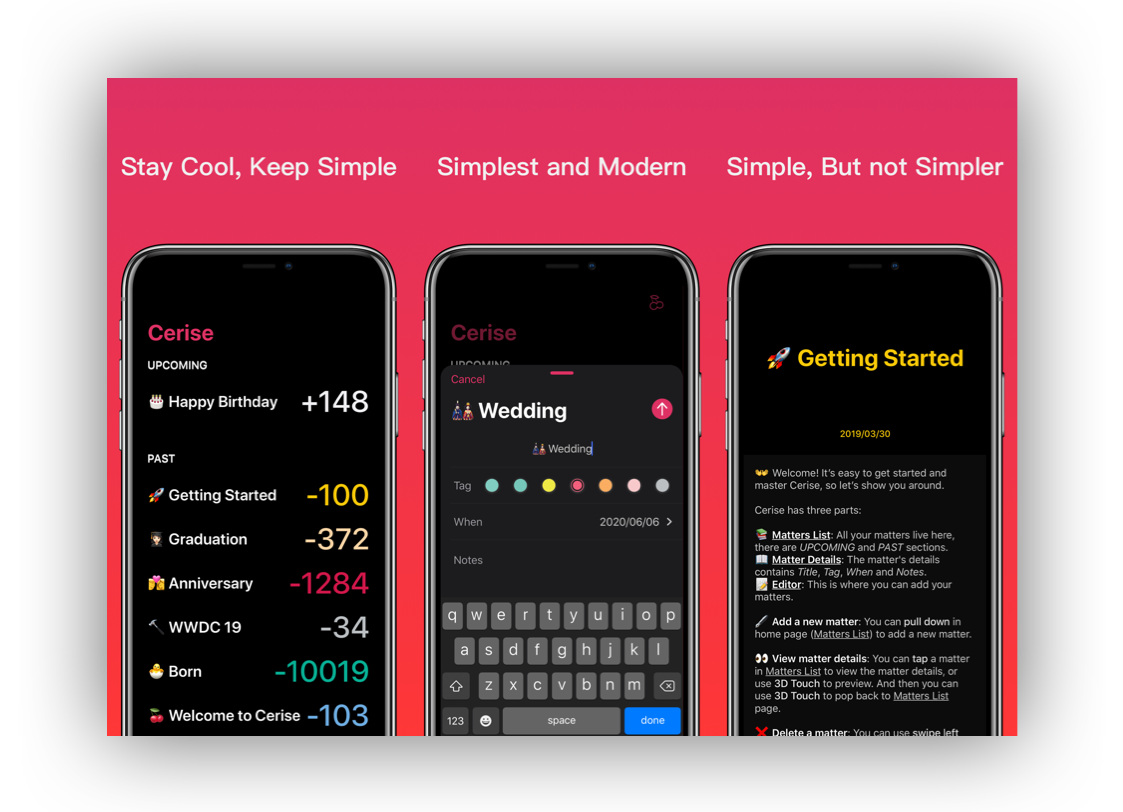 Stay Cool, Keep Simple
Cerise
UPCOMING
🎂 Happy Birthday +148
PAST
🚀 Getting Started -100
👨🏻‍🎓 Graduation -372
💏 Anniversary -1284
⛏ WWDC 19 -34
🐣 Born -10019
🍒 Welcome to Cerise -103
Simplest and Modern
Cerise
UPCOMING
Cancel
🎎 Wedding
🎎 Wedding
Tag
When 2020/06/06
Notes
q w e r t y u i o p
a s d f g h j k l
z x c v b n m
123 space done
Simple, But not Simpler
🚀 Getting Started
2019/03/30
👐 Welcome! It's easy to get started and
master Cerise, so let's show you around.
Cerise has three parts:
📚 Matters List: All your matters live here,
there are UPCOMING and PAST sections.
📖 Matter Details: The matter's details
contains Title, Tag, When and Notes.
📝 Editor: This is where you can add your
matters.
🖌 Add a new matter: You can pull down in
home page (Matters List) to add a new matter.
👀 View matter details: You can tap a matter
in Matters List to view the matter details, or
use 3D Touch to preview. And then you can
use 3D Touch to pop back to Matters List
page.
❌ Delete a matter: You can use swipe left